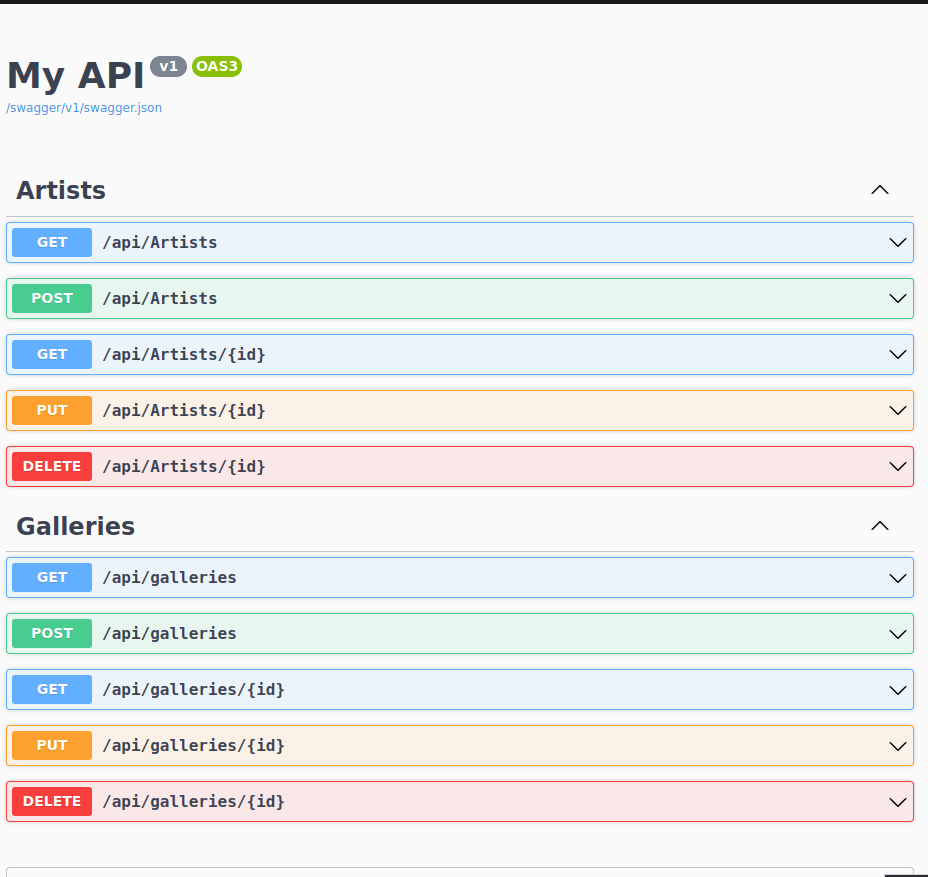 My API v1 OAS3
/swagger/v1/swagger.json
Artists
GET /api/Artists
POST /api/Artists
GET /api/Artists/{id}
PUT /api/Artists/{id}
DELETE /api/Artists/{id}
Galleries
GET /api/galleries
POST /api/galleries
GET /api/galleries/{id}
PUT /api/galleries/{id}
DELETE /api/galleries/{id}